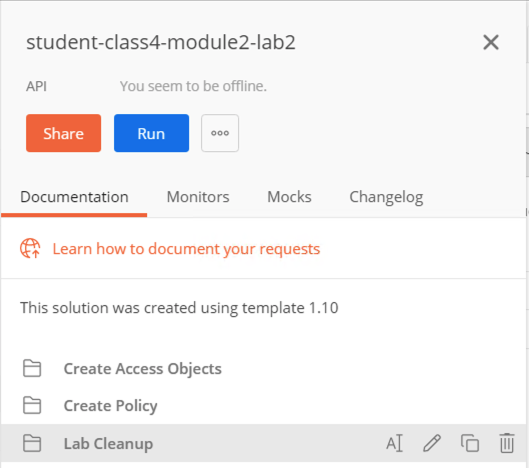 student-class4-module2-lab2
API You seem to be offline.
Share Run
Documentation Monitors Mocks Changelog
Learn how to document your requests
This solution was created using template 1.10
Create Access Objects
Create Policy
Lab Cleanup